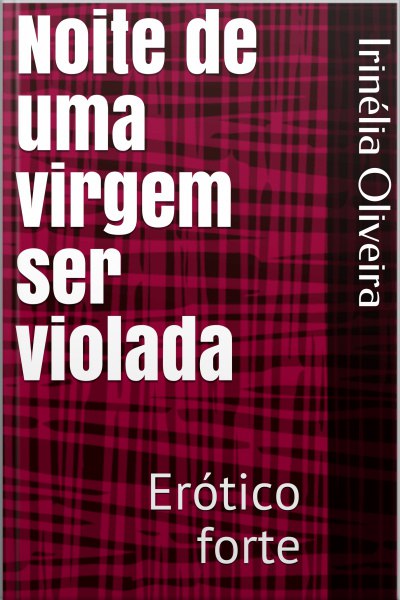 Noite de
uma
virgem
ser
violada
Irinélia Oliveira
Erótico
forte